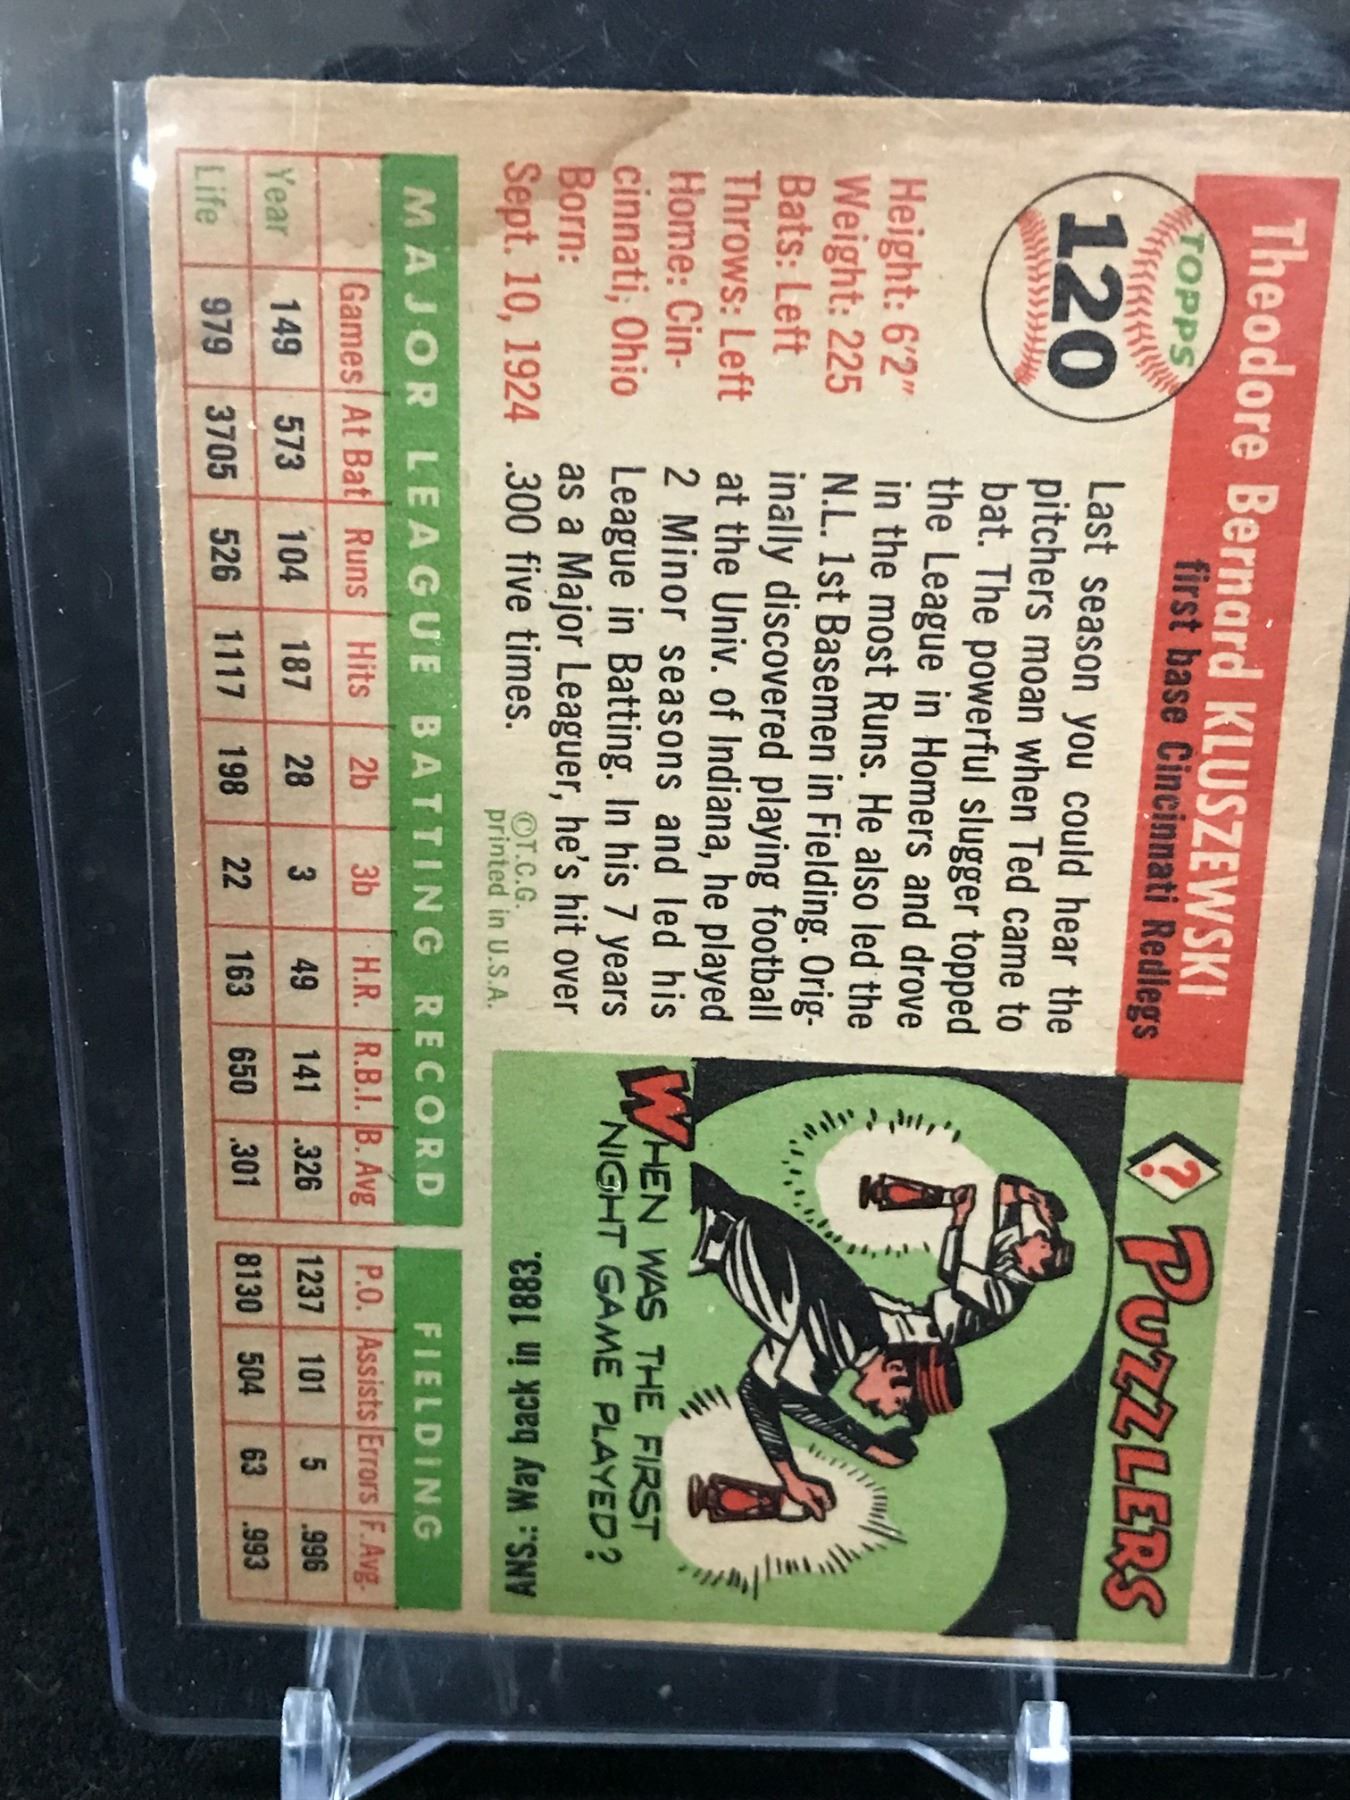 Theodore Bernard KLUSZEWSKI
first base Cincinnati Redlegs
TOPPS
120
Height: 6'2"
Weight: 225
Bats: Left
Throws: Left
Home: Cin-
cinnati, Ohio
Born:
Sept. 10, 1924
Last season you could hear the
pitchers moan when Ted came to
bat. The powerful slugger topped
the League in Homers and drove
in the most Runs. He also led the
N.L. 1st Basemen in Fielding. Orig-
inally discovered playing football
at the Univ. of Indiana, he played
2 Minor seasons and led his
League in Batting. In his 7 years
as a Major Leaguer, he's hit over
.300 five times.
©T.C.G.
printed in U.S.A.
? PUZZLERS
WHEN WAS THE FIRST
NIGHT GAME PLAYED?
ANS.: Way back in 1883.
MAJOR LEAGUE BATTING RECORD FIELDING
Games At Bat Runs Hits 2b 3b H.R. R.B.I. B. Avg P.O. Assists Errors F. Avg.
Year 149 573 104 187 28 3 49 141 .326 1237 101 5 .996
Life 979 3705 526 1117 198 22 163 650 .301 8130 504 63 .993